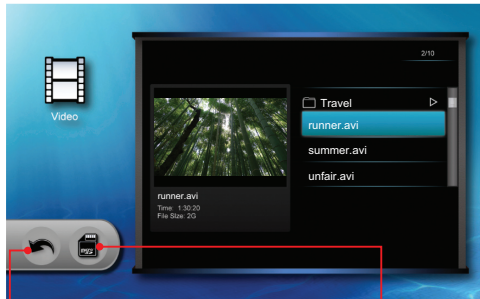 Video
2/10
Travel
runner.avi
summer.avi
unfair.avi
runner.avi
Time: 1:30:20
File SIze: 2G